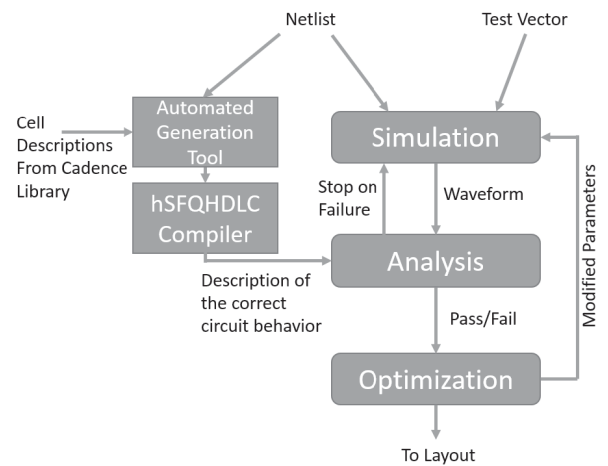 Netlist
Test Vector
Cell
Descriptions
From Cadence
Library
Automated
Generation
Tool
hSFQHDLC
Compiler
Description of
the correct
circuit behavior
Simulation
Stop on
Failure
Waveform
Analysis
Pass/Fail
Optimization
Modified Parameters
To Layout